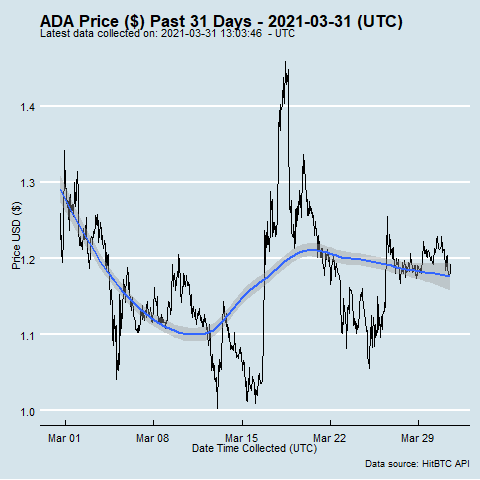 ADA Price ($) Past 31 Days - 2021-03-31 (UTC)
Latest data collected on: 2021-03-31 13:03:46 - UTC
Price USD ($)
1.4
1.3
1.2
1.1
1.0
Mar 01 Mar 08 Mar 15 Mar 22 Mar 29
Date Time Collected (UTC)
Data source: HitBTC API